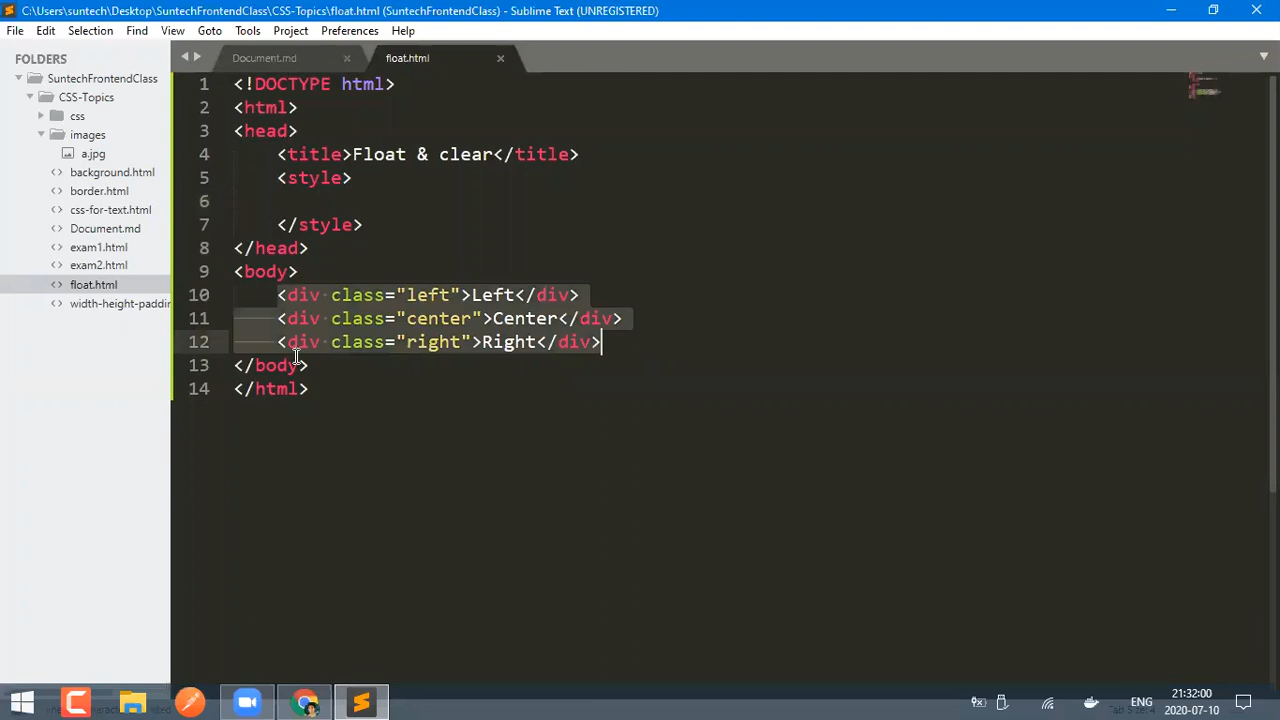 C:\Users\suntech\Desktop\SuntechFrontendClass\CSS-Topics\float.html (SuntechFrontendClass) - Sublime Text (UNREGISTERED)
File Edit Selection Find View Goto Tools Project Preferences Help
FOLDERS
SuntechFrontendClass
CSS-Topics
css
images
a.jpg
background.html
border.html
css-for-text.html
Document.md
exam1.html
exam2.html
float.html
width-height-paddin
Document.md
float.html
1 <!DOCTYPE html>
2 <html>
3 <head>
4 <title>Float & clear</title>
5 <style>
6
7 </style>
8 </head>
9 <body>
10 <div class="left">Left</div>
11 <div class="center">Center</div>
12 <div class="right">Right</div>
13 </body>
14 </html>
ENG
21:32:00
2020-07-10